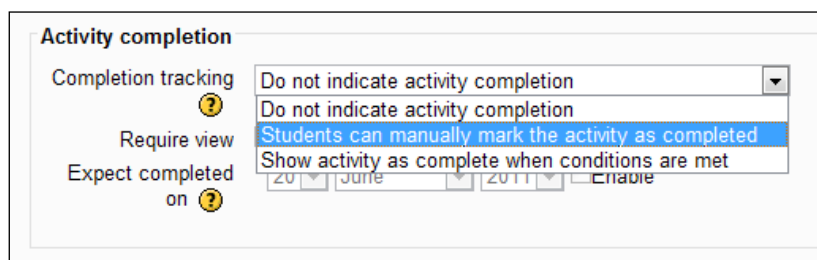 Activity completion
Completion tracking
Do not indicate activity completion
?
Do not indicate activity completion
Require view
Students can manually mark the activity as completed
Show activity as complete when conditions are met
Expect completed
on ?
20 June 2011 Enable